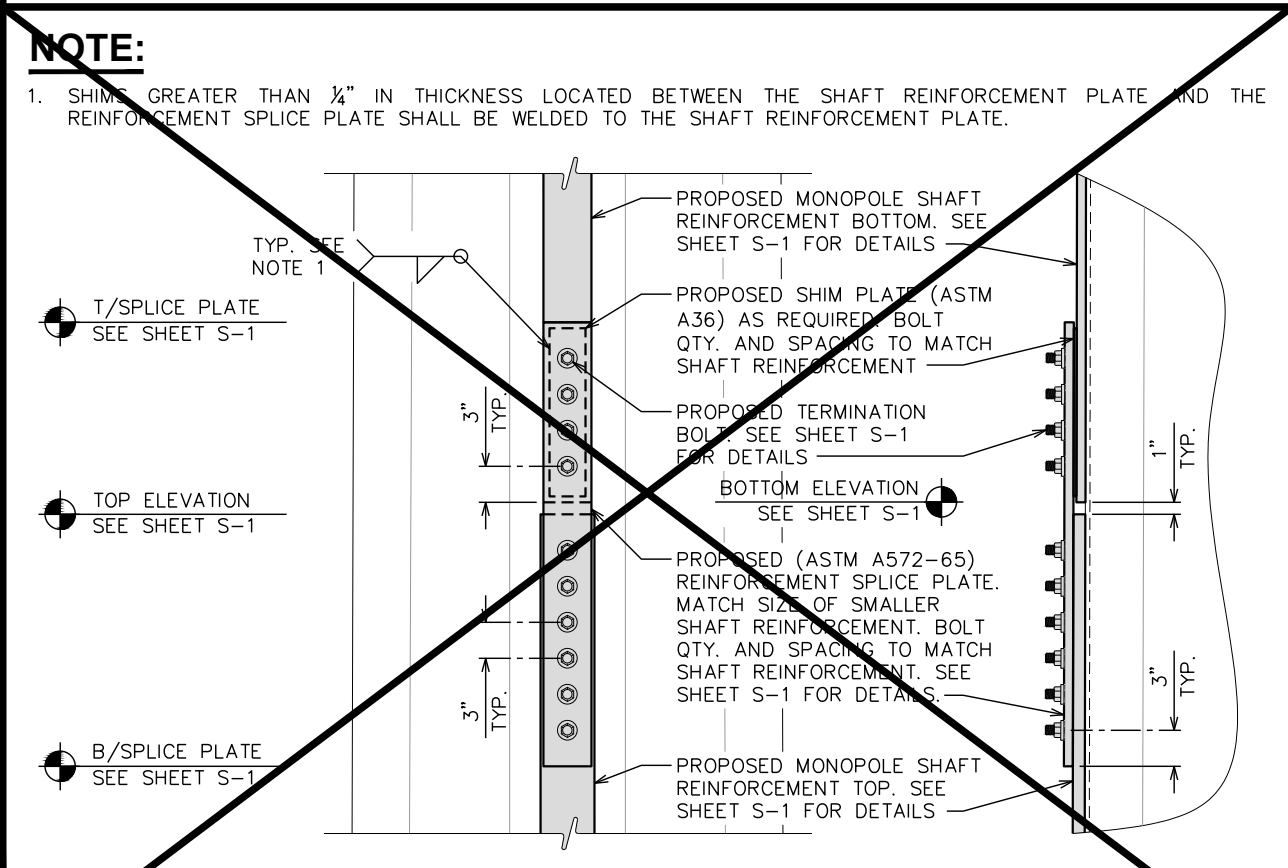 NOTE:
1. SHIMS GREATER THAN ¼" IN THICKNESS LOCATED BETWEEN THE SHAFT REINFORCEMENT PLATE AND THE
REINFORCEMENT SPLICE PLATE SHALL BE WELDED TO THE SHAFT REINFORCEMENT PLATE.
TYP. SEE
NOTE 1
T/SPLICE PLATE
SEE SHEET S-1
3"
TYP.
TOP ELEVATION
SEE SHEET S-1
3"
TYP.
B/SPLICE PLATE
SEE SHEET S-1
PROPOSED MONOPOLE SHAFT
REINFORCEMENT BOTTOM. SEE
SHEET S-1 FOR DETAILS
PROPOSED SHIM PLATE (ASTM
A36) AS REQUIRED. BOLT
QTY. AND SPACING TO MATCH
SHAFT REINFORCEMENT
PROPOSED TERMINATION
BOLT. SEE SHEET S-1
FOR DETAILS
BOTTOM ELEVATION
SEE SHEET S-1
PROPOSED (ASTM A572-65)
REINFORCEMENT SPLICE PLATE.
MATCH SIZE OF SMALLER
SHAFT REINFORCEMENT. BOLT
QTY. AND SPACING TO MATCH
SHAFT REINFORCEMENT. SEE
SHEET S-1 FOR DETAILS.
PROPOSED MONOPOLE SHAFT
REINFORCEMENT TOP. SEE
SHEET S-1 FOR DETAILS
1"
TYP.
3"
TYP.